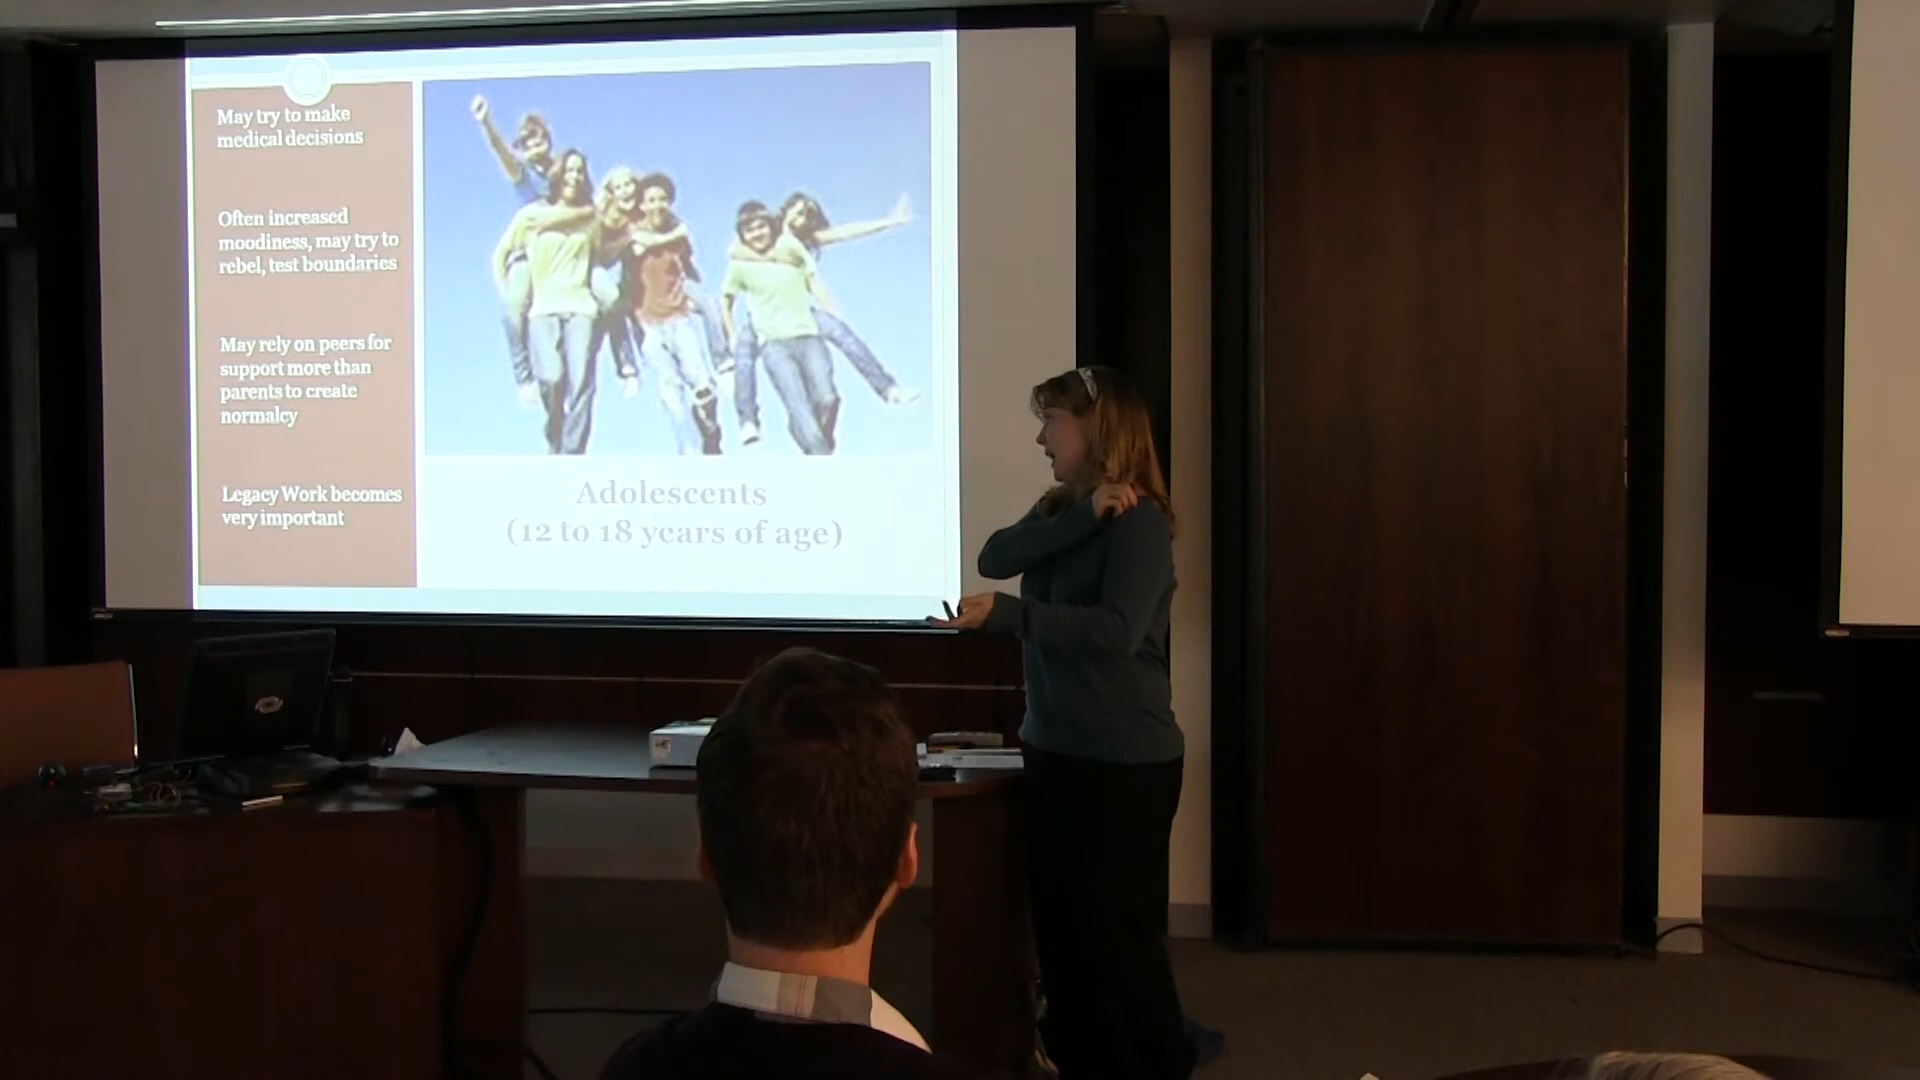 May try to make
medical decisions
Often increased
moodiness, may try to
rebel, test boundaries
May rely on peers for
support more than
parents to create
normalcy
Legacy Work becomes
very important
Adolescents
(12 to 18 years of age)